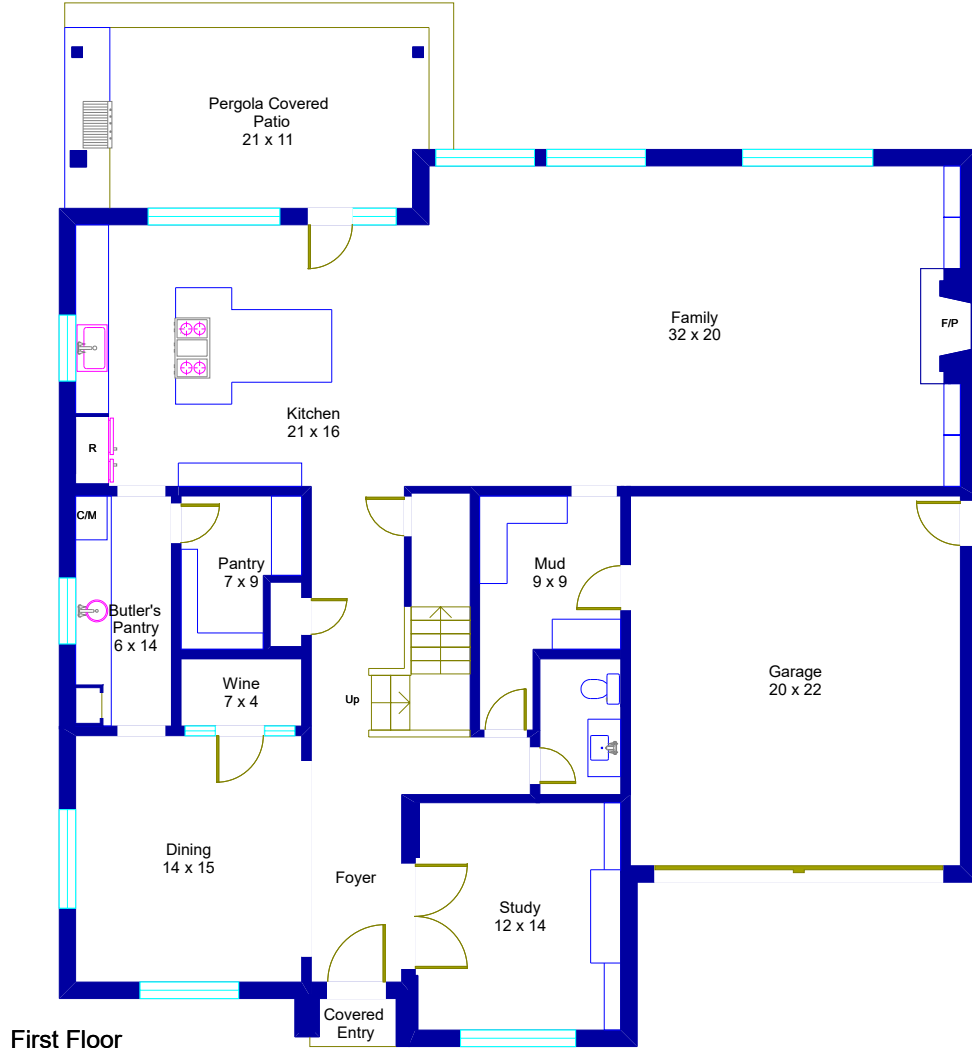 Pergola Covered
Patio
21 x 11
Family
32 x 20
F/P
Kitchen
21 x 16
R
C/M
Pantry
7 x 9
Mud
9 x 9
Butler's
Pantry
6 x 14
Garage
20 x 22
Wine
7 x 4
Up
Dining
14 x 15
Foyer
Study
12 x 14
Covered
Entry
First Floor